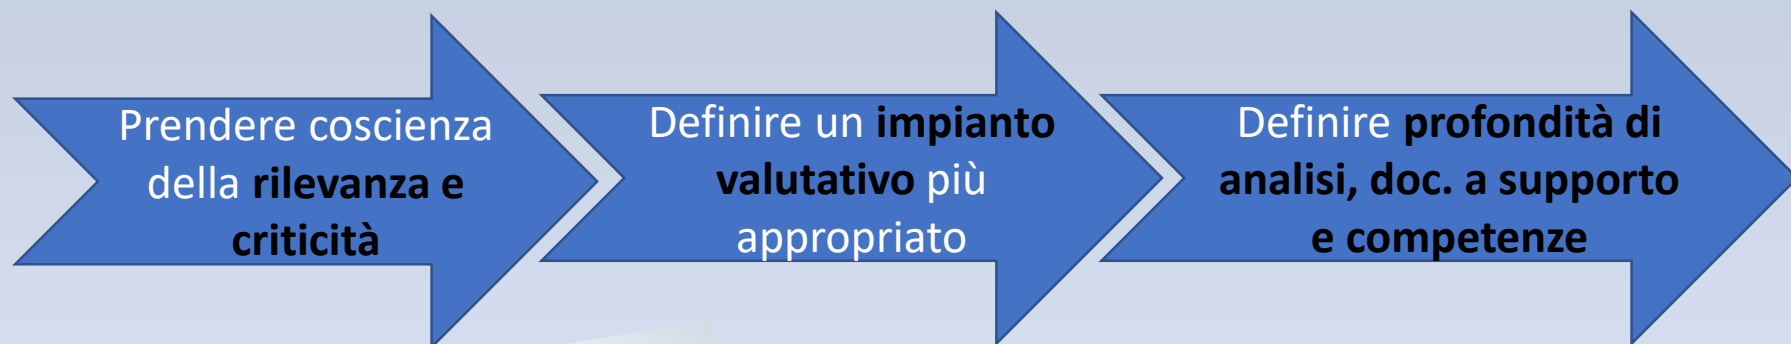 Prendere coscienza
della rilevanza e
criticità
Definire un impianto
valutativo più
appropriato
Definire profondità di
analisi, doc. a supporto
e competenze